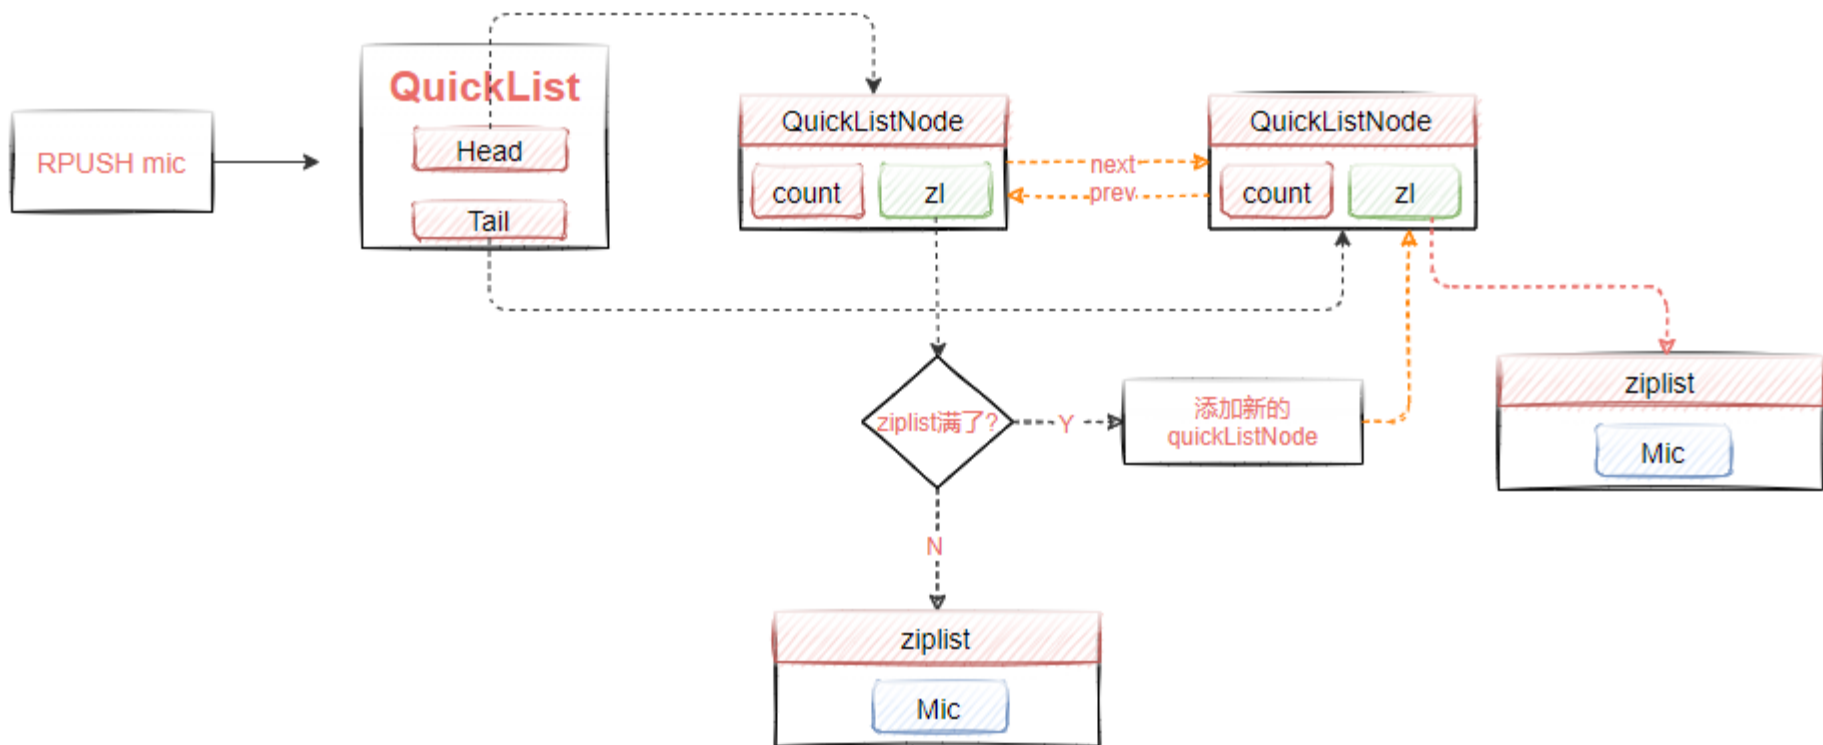 QuickList
RPUSH mic
Head
Tail
QuickListNode
count
zl
next
prev
QuickListNode
count
zl
ziplist满了?
Y
添加新的
quickListNode
N
ziplist
Mic
ziplist
Mic